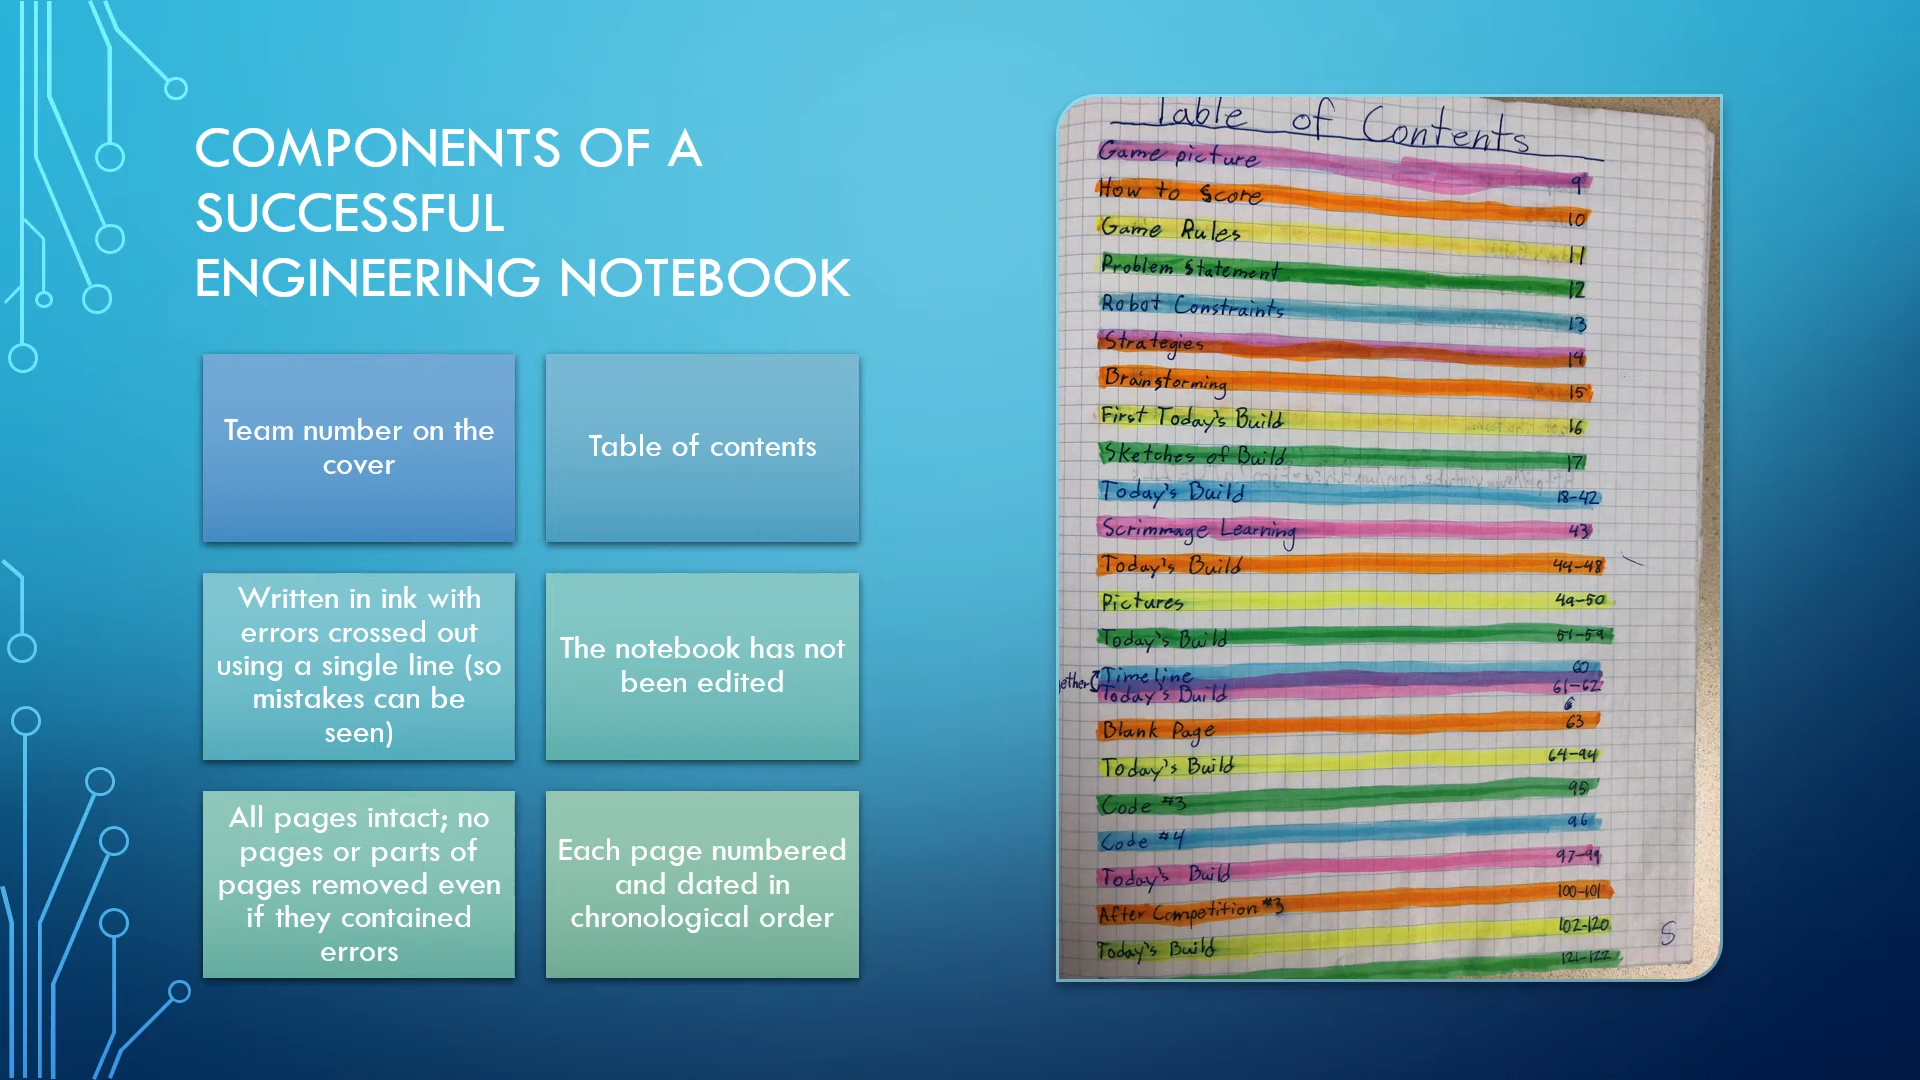 COMPONENTS OF A
SUCCESSFUL
ENGINEERING NOTEBOOK
Team number on the
cover
Table of contents
Written in ink with
errors crossed out
using a single line (so
mistakes can be
seen)
The notebook has not
been edited
All pages intact; no
pages or parts of
pages removed even
if they contained
errors
Each page numbered
and dated in
chronological order
Table of Contents
Game picture 9
How to Score 10
Game Rules 11
Problem Statement 12
Robot Constraints 13
Strategies 14
Brainstorming 15
First Today's Build 16
Sketches of Build 17
Today's Build 18-42
Scrimmage Learning 43
Today's Build 44-48
Pictures 49-50
Today's Build 51-59
Timeline 60
Today's Build 61-62
Blank Page 63
Today's Build 64-94
Code #3 95
Code #4 96
Today's Build 97-99
After Competition #3 100-101
Today's Build 102-120
121-122
5